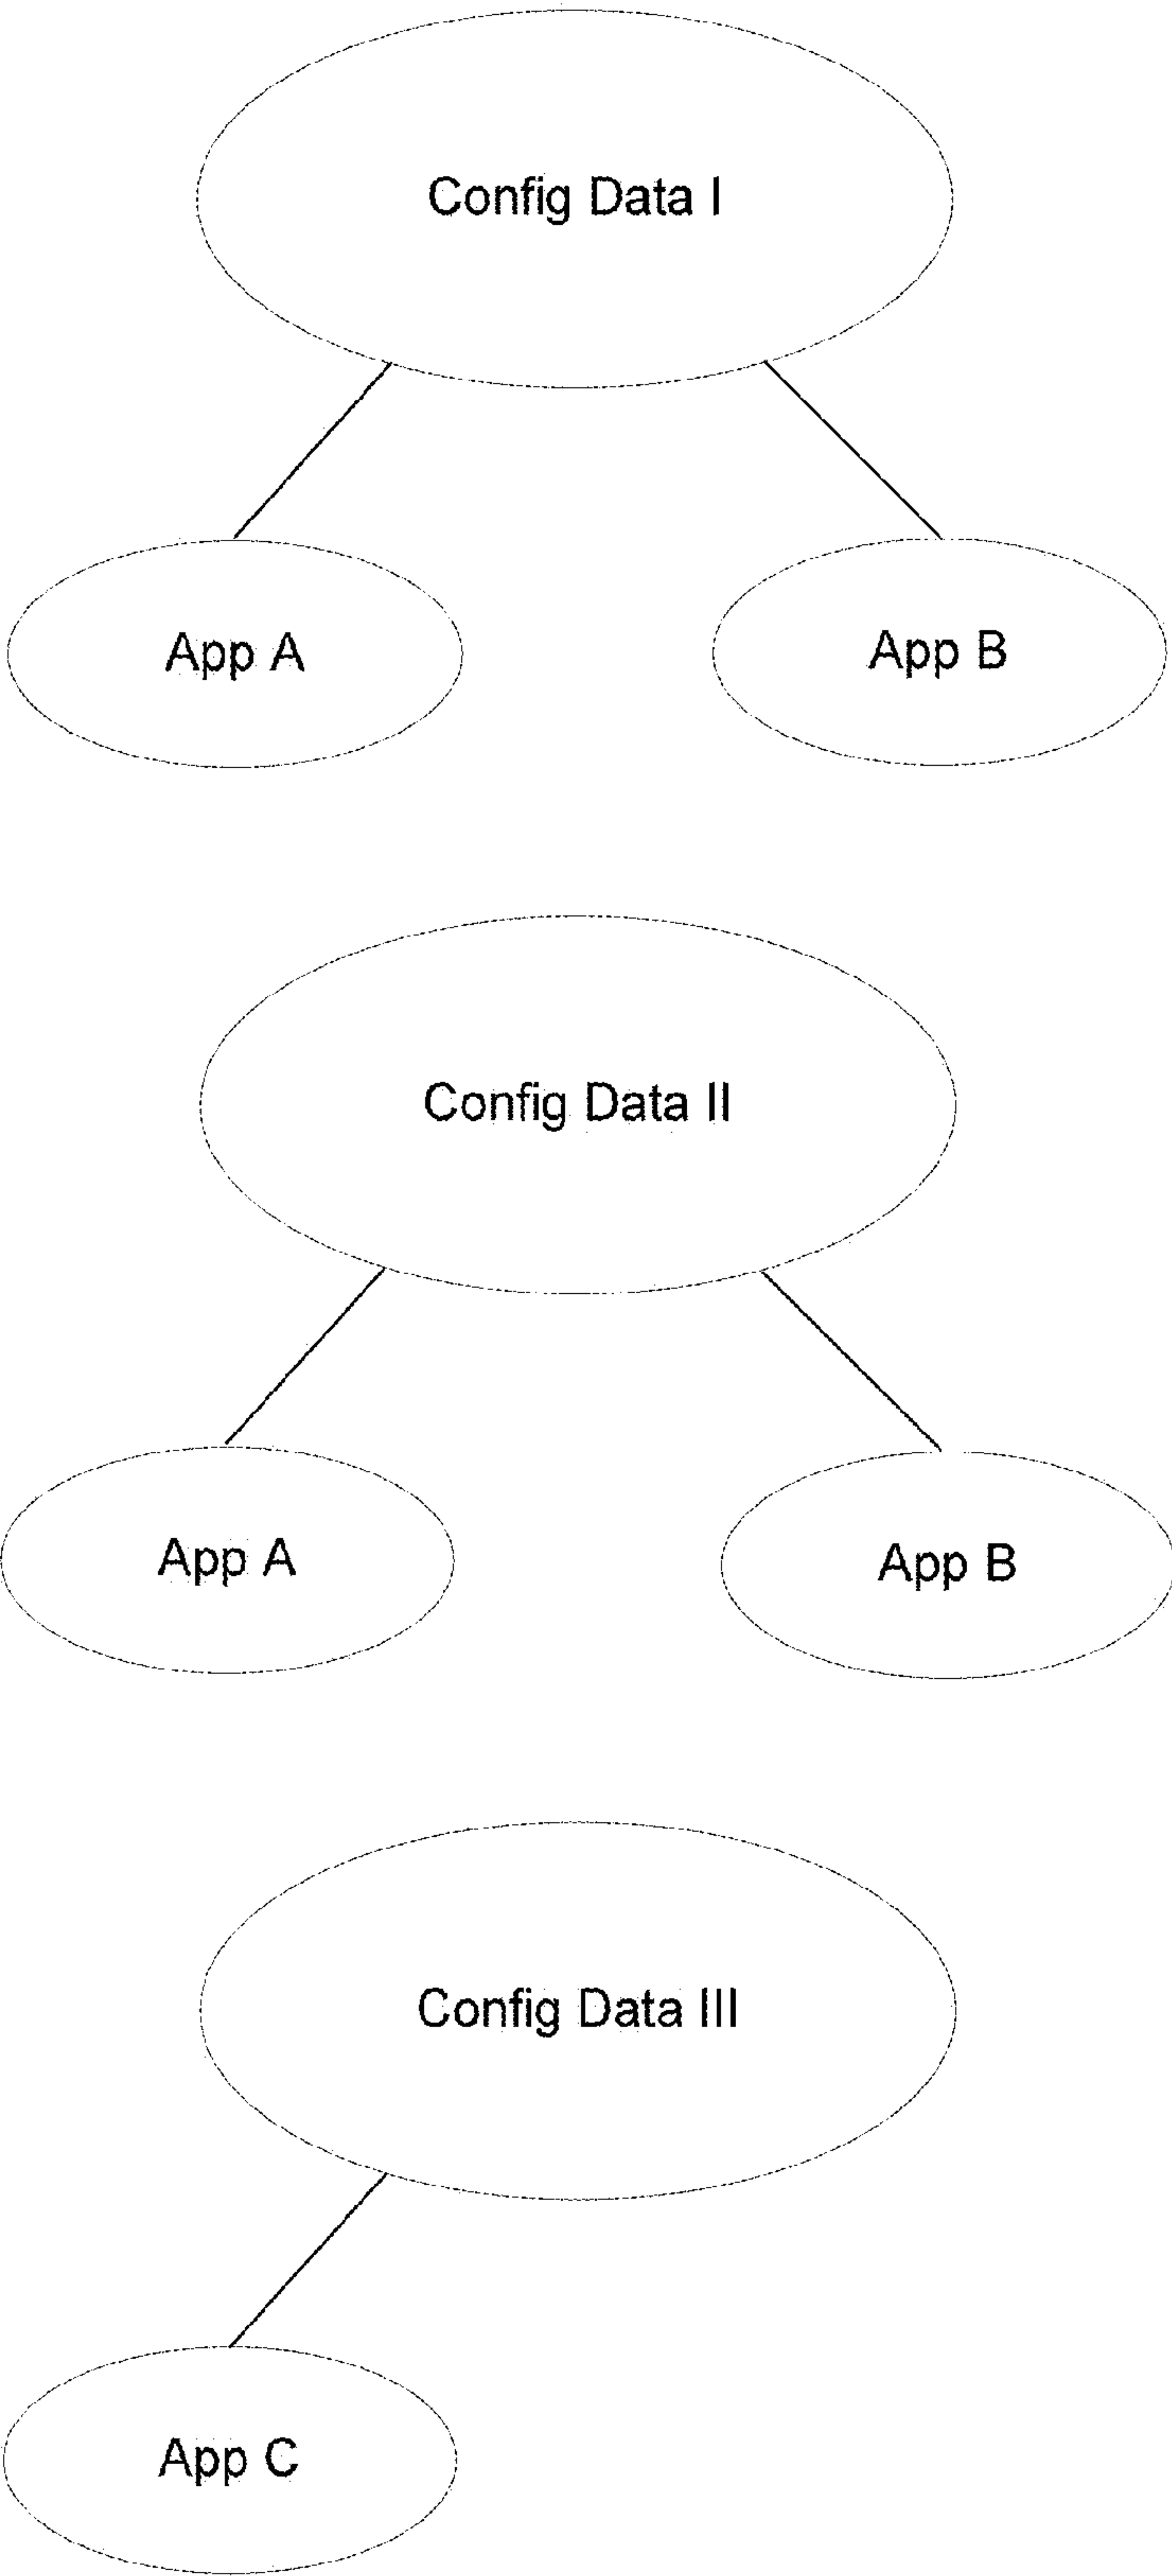 Config Data I
App A
App B
Config Data II
App A
App B
Config Data III
App C